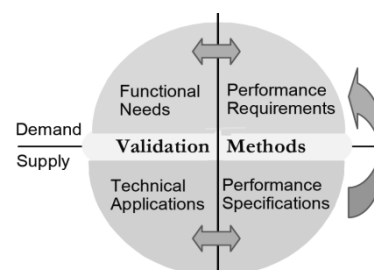 Functional
Needs
Performance
Requirements
Demand
Validation Methods
Supply
Technical
Applications
Performance
Specifications